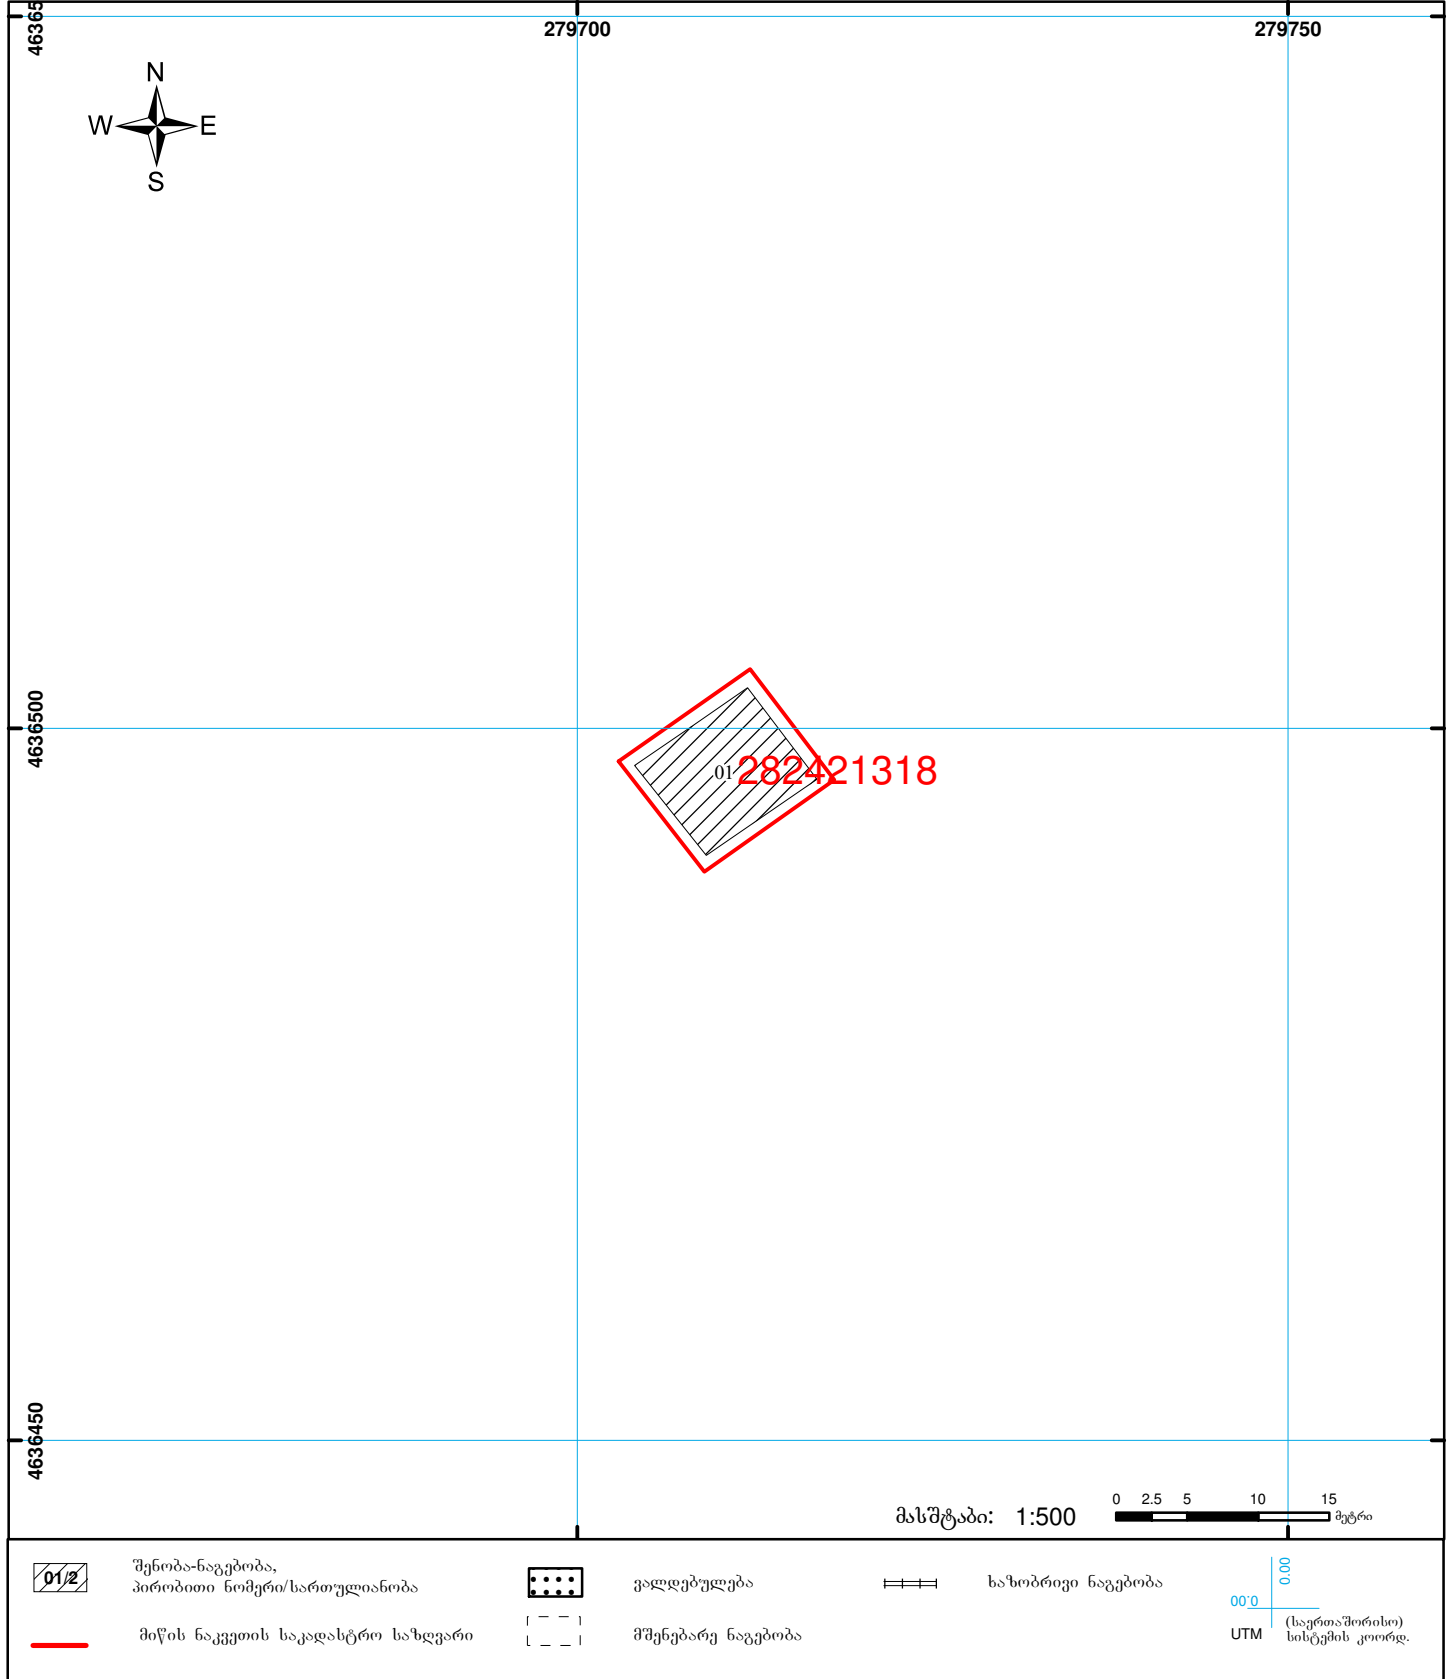 46365
279700
279750
N
W E
S
4636500
01 282421318
4636450
მასშტაბი: 1:500
0 2.5 5 10 15
მეტრი
01/2
შენობა-ნაგებობა,
პირობითი ნომერი/სართულიანობა
ვალდებულება
ხაზობრივი ნაგებობა
მიწის ნაკვეთის საკადასტრო საზღვარი
მშენებარე ნაგებობა
0.00
00.0
UTM
(საერთაშორისო)
სისტემის კოორდ.